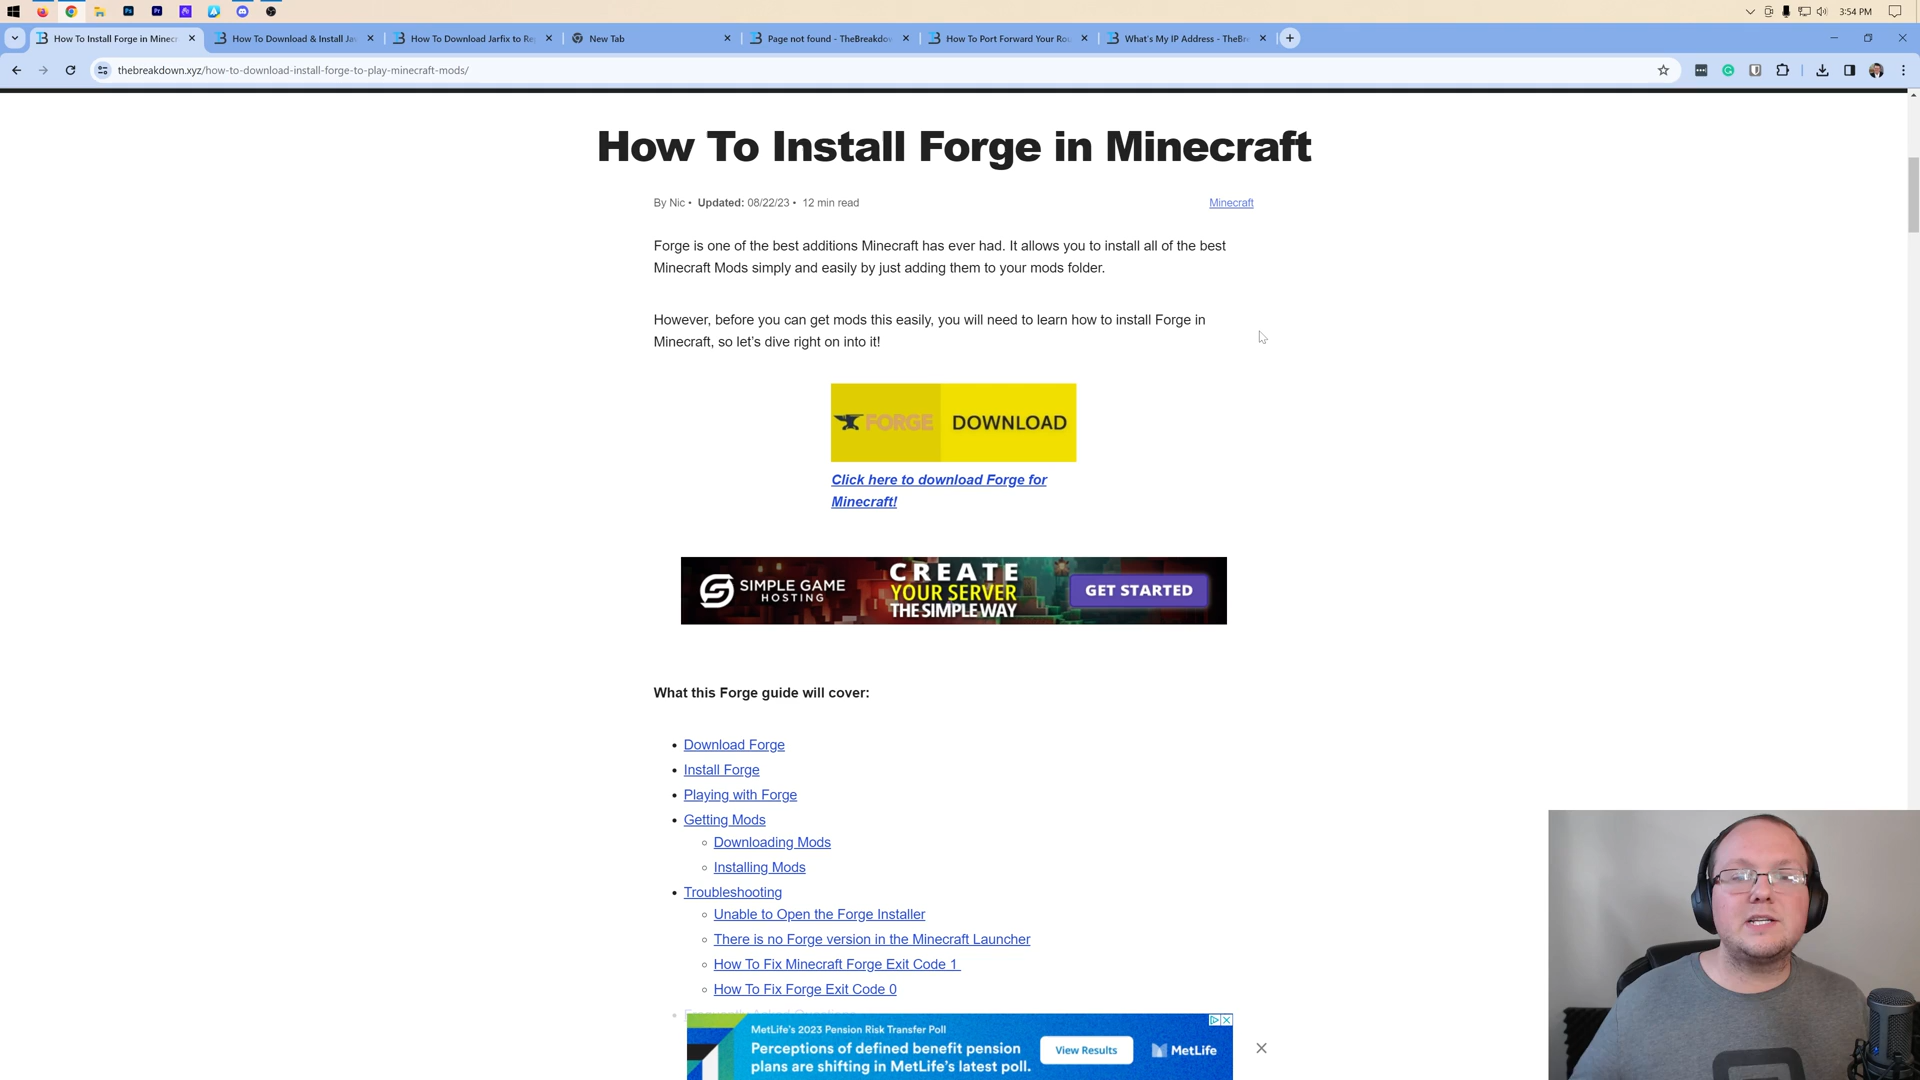 3:54 PM
How To Install Forge in Minec
How To Download & Install Ja
How To Download Jarfix to Re
New Tab
Page not found - TheBreakdo
How To Port Forward Your Ro
What's My IP Address - TheBr
thebreakdown.xyz/how-to-download-install-forge-to-play-minecraft-mods/
How To Install Forge in Minecraft
By Nic • Updated: 08/22/23 • 12 min read
Minecraft
Forge is one of the best additions Minecraft has ever had. It allows you to install all of the best
Minecraft Mods simply and easily by just adding them to your mods folder.
However, before you can get mods this easily, you will need to learn how to install Forge in
Minecraft, so let's dive right on into it!
FORGE DOWNLOAD
Click here to download Forge for
Minecraft!
SIMPLE GAME
HOSTING
CREATE
YOUR SERVER
THE SIMPLE WAY
GET STARTED
What this Forge guide will cover:
• Download Forge
• Install Forge
• Playing with Forge
• Getting Mods
Downloading Mods
Installing Mods
• Troubleshooting
Unable to Open the Forge Installer
There is no Forge version in the Minecraft Launcher
How To Fix Minecraft Forge Exit Code 1
How To Fix Forge Exit Code 0
MetLife's 2023 Pension Risk Transfer Poll
Perceptions of defined benefit pension
plans are shifting in MetLife's latest poll.
View Results
MetLife